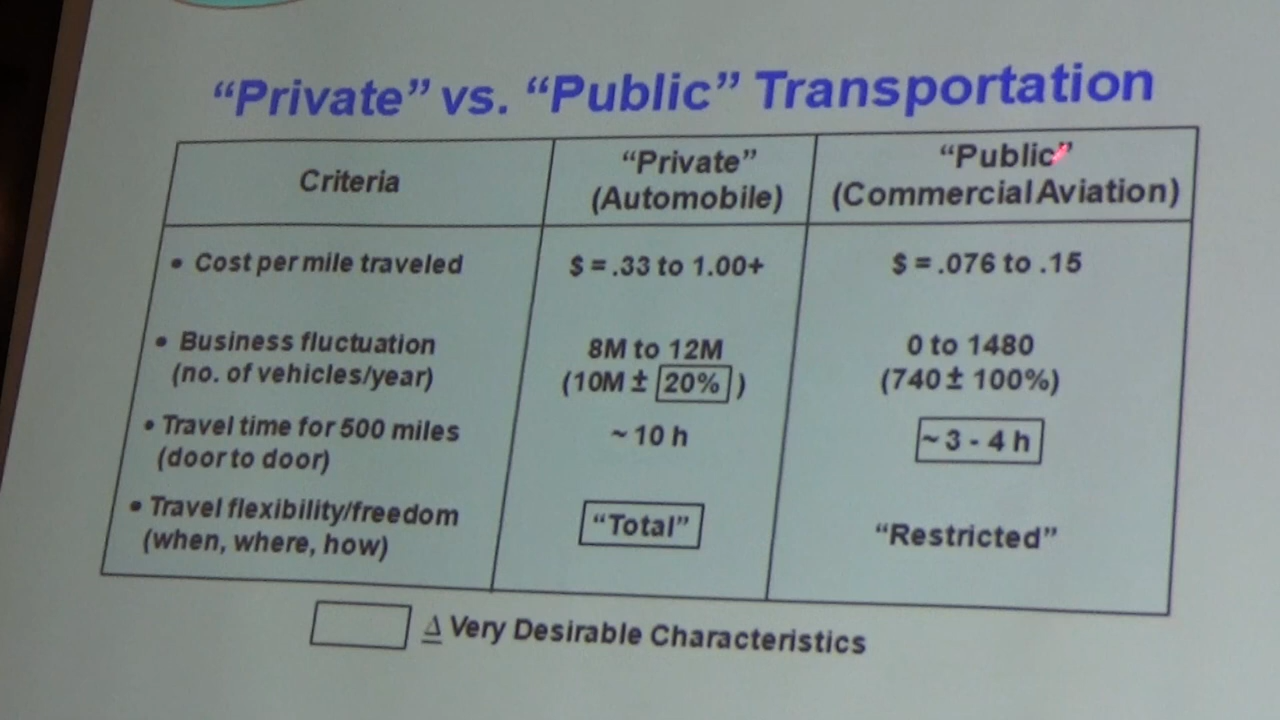 “Private” vs. “Public” Transportation
Criteria
“Private”
(Automobile)
“Public”
(Commercial Aviation)
• Cost per mile traveled
$ = .33 to 1.00+
$ = .076 to .15
• Business fluctuation
(no. of vehicles/year)
8M to 12M
(10M ± 20% )
0 to 1480
(740 ± 100%)
• Travel time for 500 miles
(door to door)
~ 10 h
~ 3 - 4 h
• Travel flexibility/freedom
(when, where, how)
“Total”
“Restricted”
Δ Very Desirable Characteristics